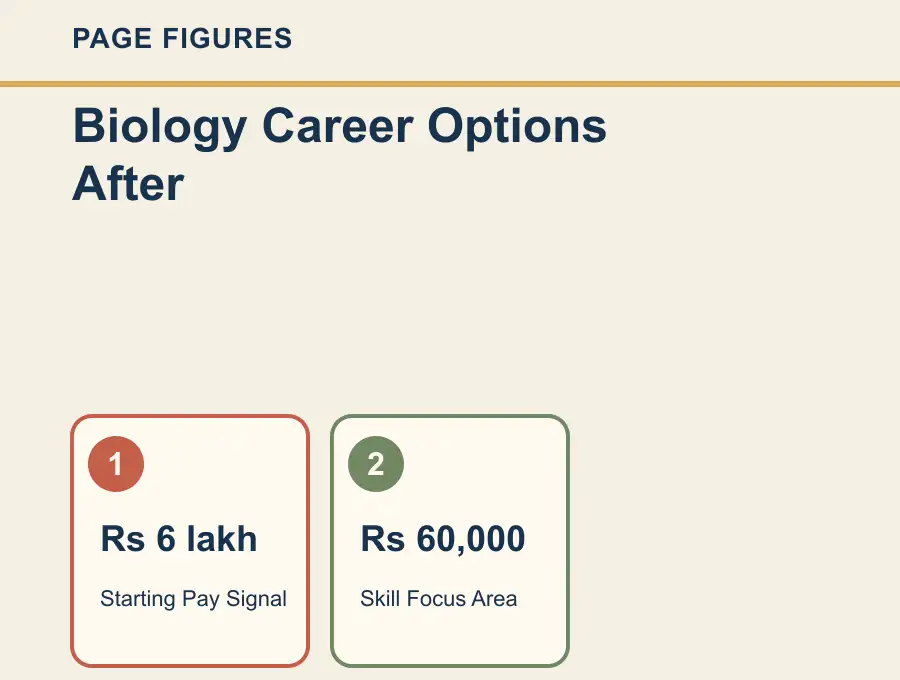 PAGE FIGURES
Biology Career Options
After
1
Rs 6 lakh
Starting Pay Signal
2
Rs 60,000
Skill Focus Area